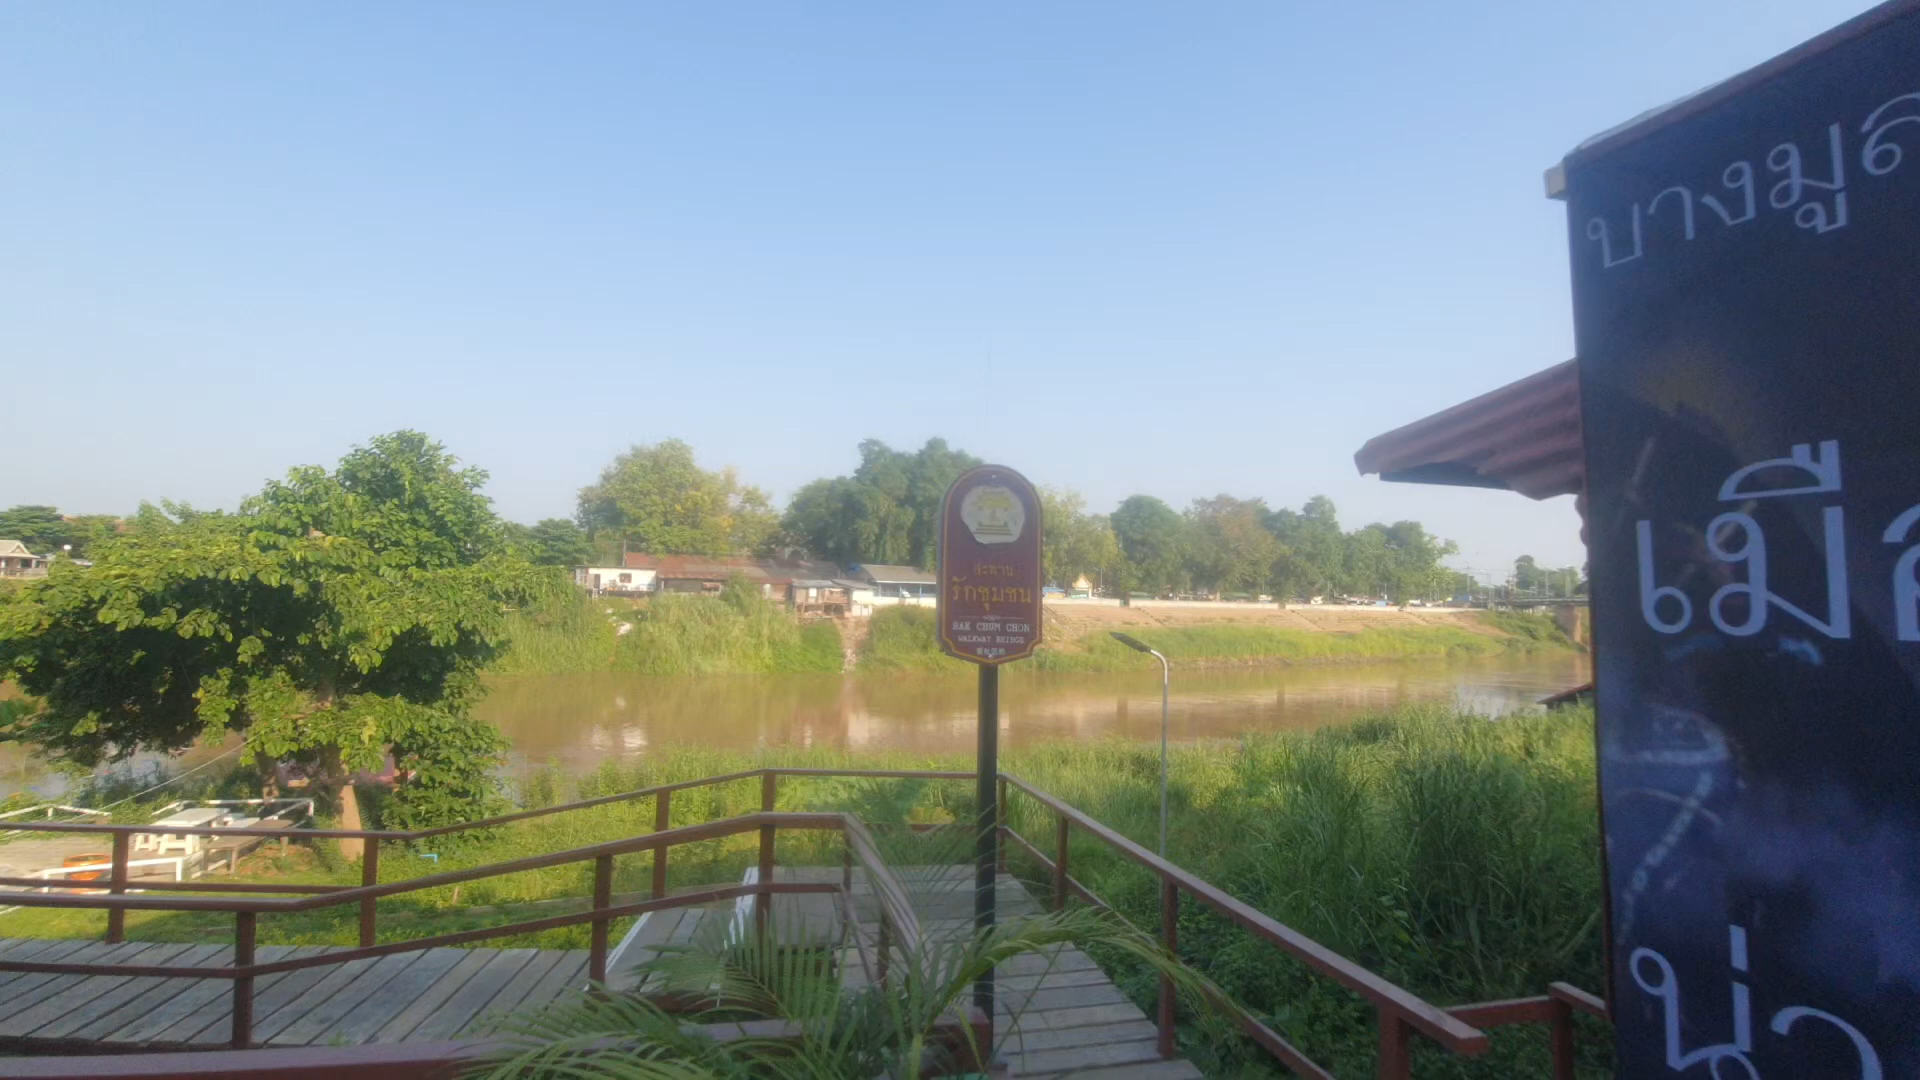 สะพาน
รักชุมชน
RAK CHUM CHON
WALKWAY BRIDGE
บางมูล
เมื
น่า